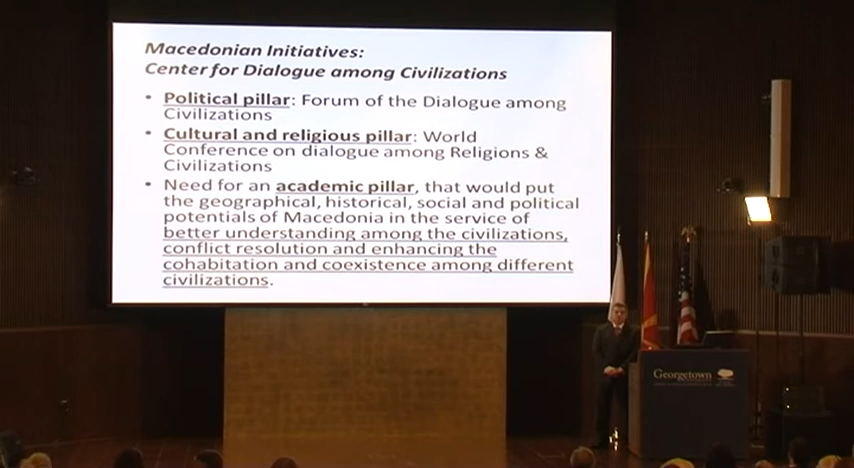 Macedonian Initiatives:
Center for Dialogue among Civilizations
• Political pillar: Forum of the Dialogue among
Civilizations
• Cultural and religious pillar: World
Conference on dialogue among Religions &
Civilizations
• Need for an academic pillar, that would put
the geographical, historical, social and political
potentials of Macedonia in the service of
better understanding among the civilizations,
conflict resolution and enhancing the
cohabitation and coexistence among different
civilizations.
Georgetown